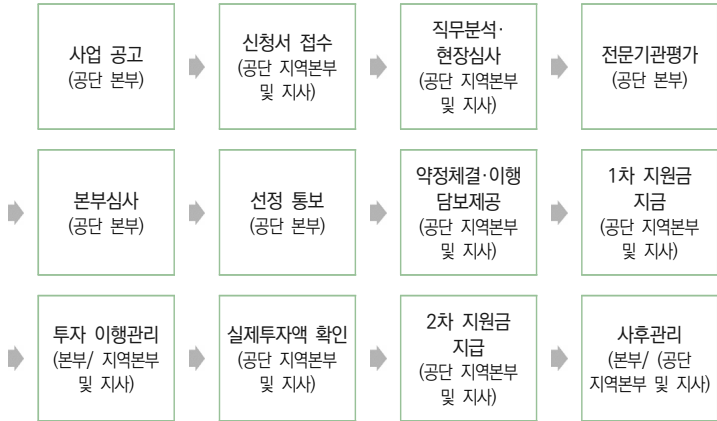 사업 공고
(공단 본부)
신청서 접수
(공단 지역본부
및 지사)
직무분석·
현장심사
(공단 지역본부
및 지사)
전문기관평가
(공단 본부)
본부심사
(공단 본부)
선정 통보
(공단 본부)
약정체결·이행
담보제공
(공단 지역본부
및 지사)
1차 지원금
지급
(공단 지역본부
및 지사)
투자 이행관리
(본부/ 지역본부
및 지사)
실제투자액 확인
(공단 지역본부
및 지사)
2차 지원금
지급
(공단 지역본부
및 지사)
사후관리
(본부/ (공단
지역본부 및 지사)